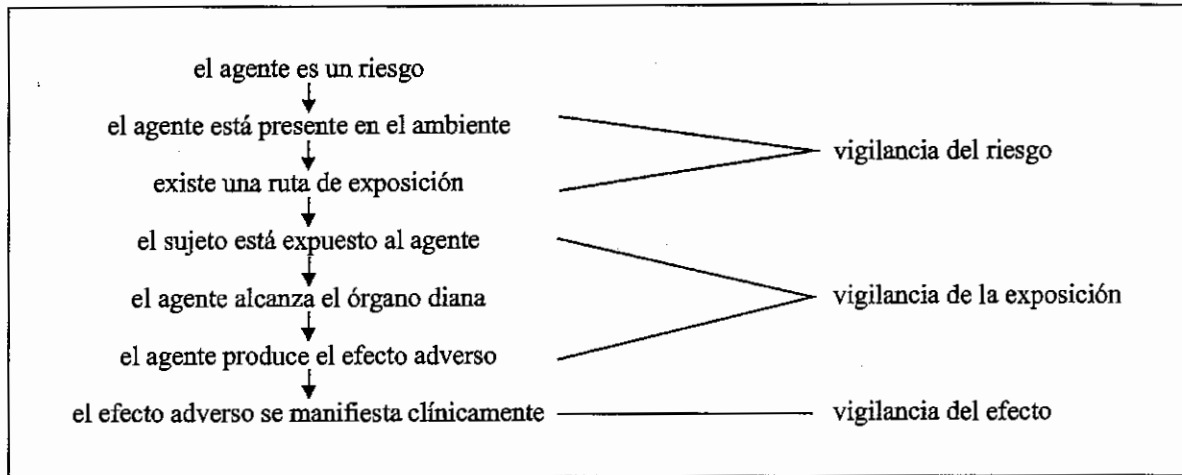 el agente es un riesgo
el agente está presente en el ambiente
existe una ruta de exposición
vigilancia del riesgo
el sujeto está expuesto al agente
el agente alcanza el órgano diana
el agente produce el efecto adverso
vigilancia de la exposición
el efecto adverso se manifiesta clínicamente
vigilancia del efecto